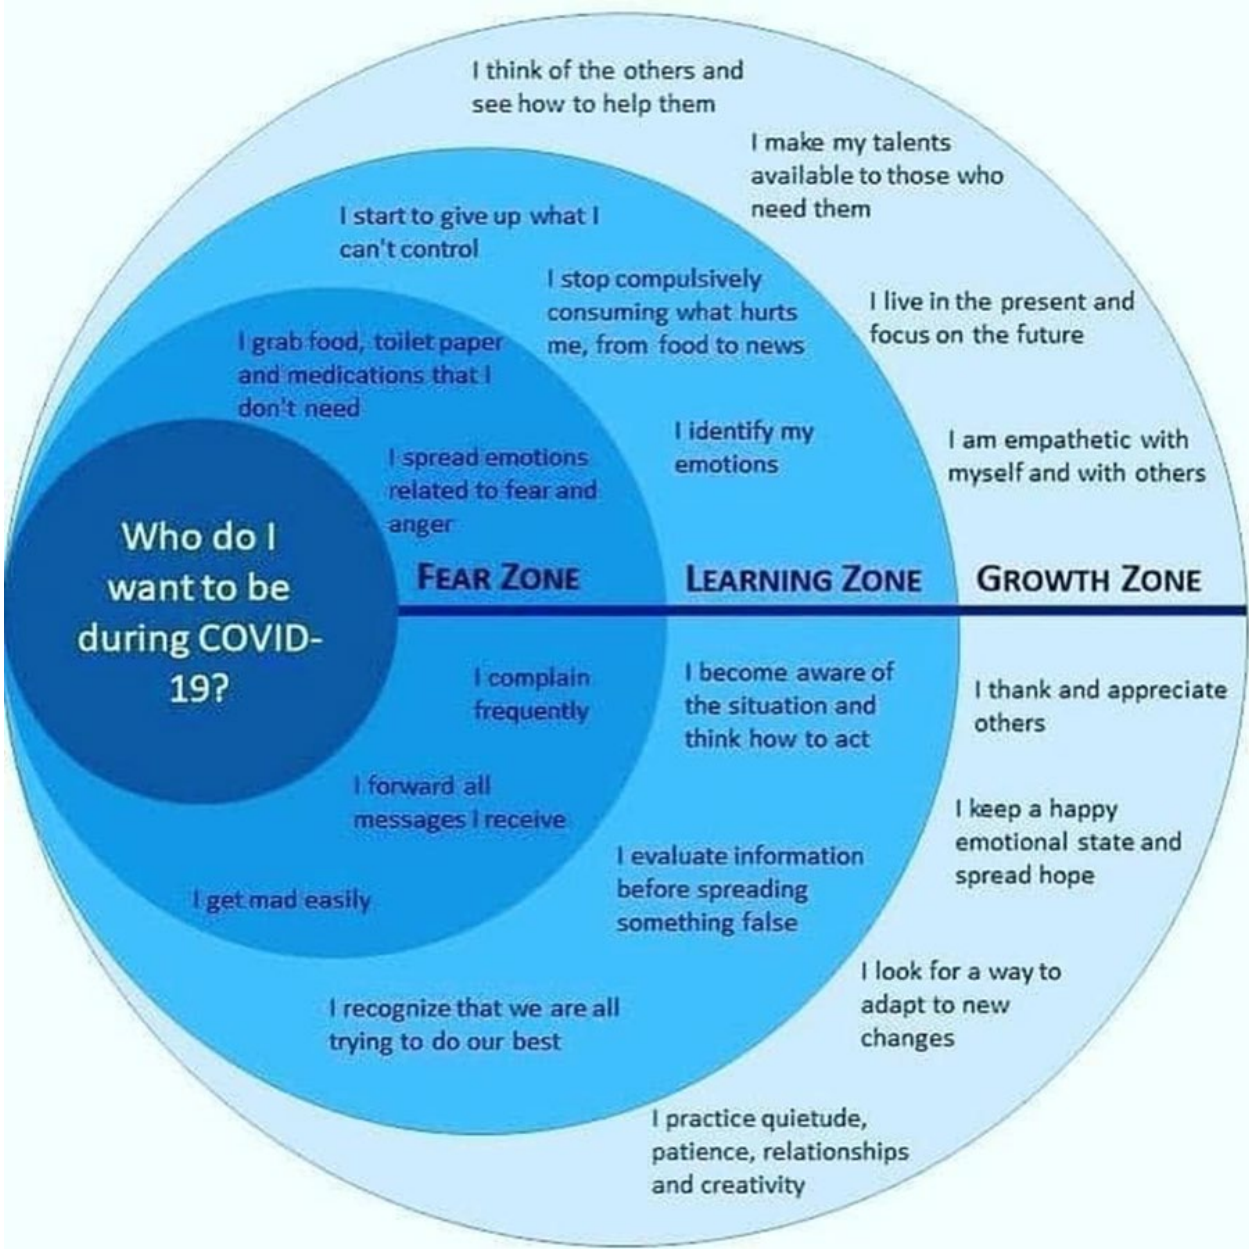 I think of the others and
see how to help them
I make my talents
available to those who
need them
I start to give up what I
can't control
I stop compulsively
consuming what hurts
me, from food to news
I live in the present and
focus on the future
I grab food, toilet paper
and medications that I
don't need
I identify my
emotions
I am empathetic with
myself and with others
I spread emotions
related to fear and
anger
Who do I
want to be
during COVID-
19?
FEAR ZONE
LEARNING ZONE
GROWTH ZONE
I complain
frequently
I become aware of
the situation and
think how to act
I thank and appreciate
others
I forward all
messages I receive
I keep a happy
emotional state and
spread hope
I evaluate information
before spreading
something false
I get mad easily
I look for a way to
adapt to new
changes
I recognize that we are all
trying to do our best
I practice quietude,
patience, relationships
and creativity